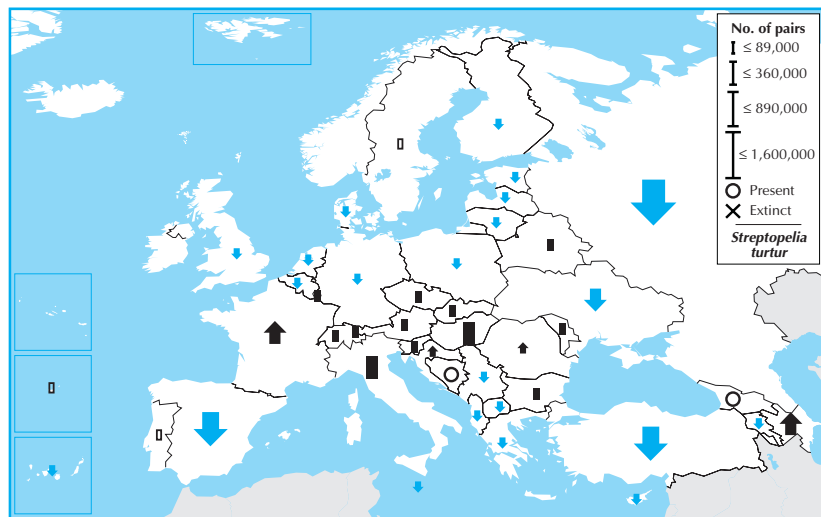 No. of pairs
≤ 89,000
≤ 360,000
≤ 890,000
≤ 1,600,000
Present
Extinct
Streptopelia
turtur